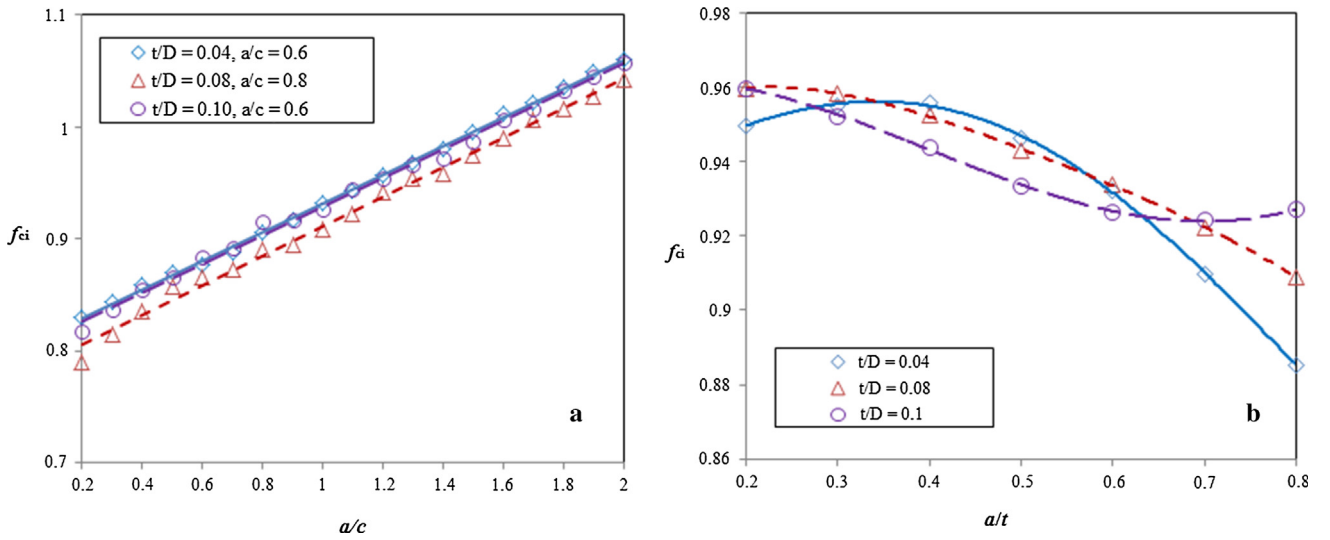 1.1
1
0.9
0.8
0.7
fci
t/D = 0.04, a/c = 0.6
t/D = 0.08, a/c = 0.8
t/D = 0.10, a/c = 0.6
a
0.2 0.4 0.6 0.8 1 1.2 1.4 1.6 1.8 2
a/c
0.98
0.96
0.94
0.92
0.9
0.88
0.86
fci
t/D = 0.04
t/D = 0.08
t/D = 0.1
b
0.2 0.3 0.4 0.5 0.6 0.7 0.8
a/t